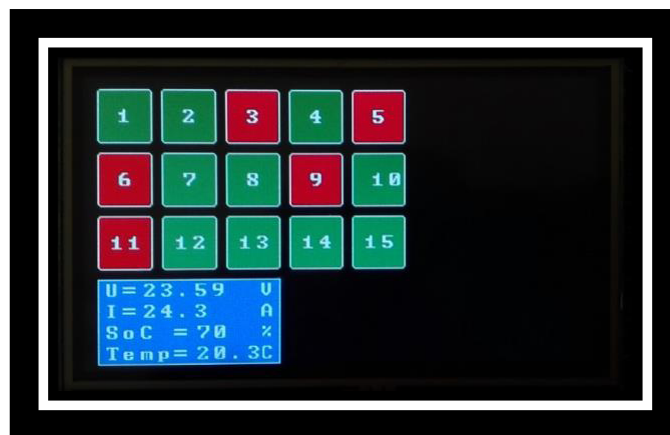 1 2 3 4 5
6 7 8 9 10
11 12 13 14 15
U=23.59 V
I=24.3 A
SoC =70 %
Temp=20.3C